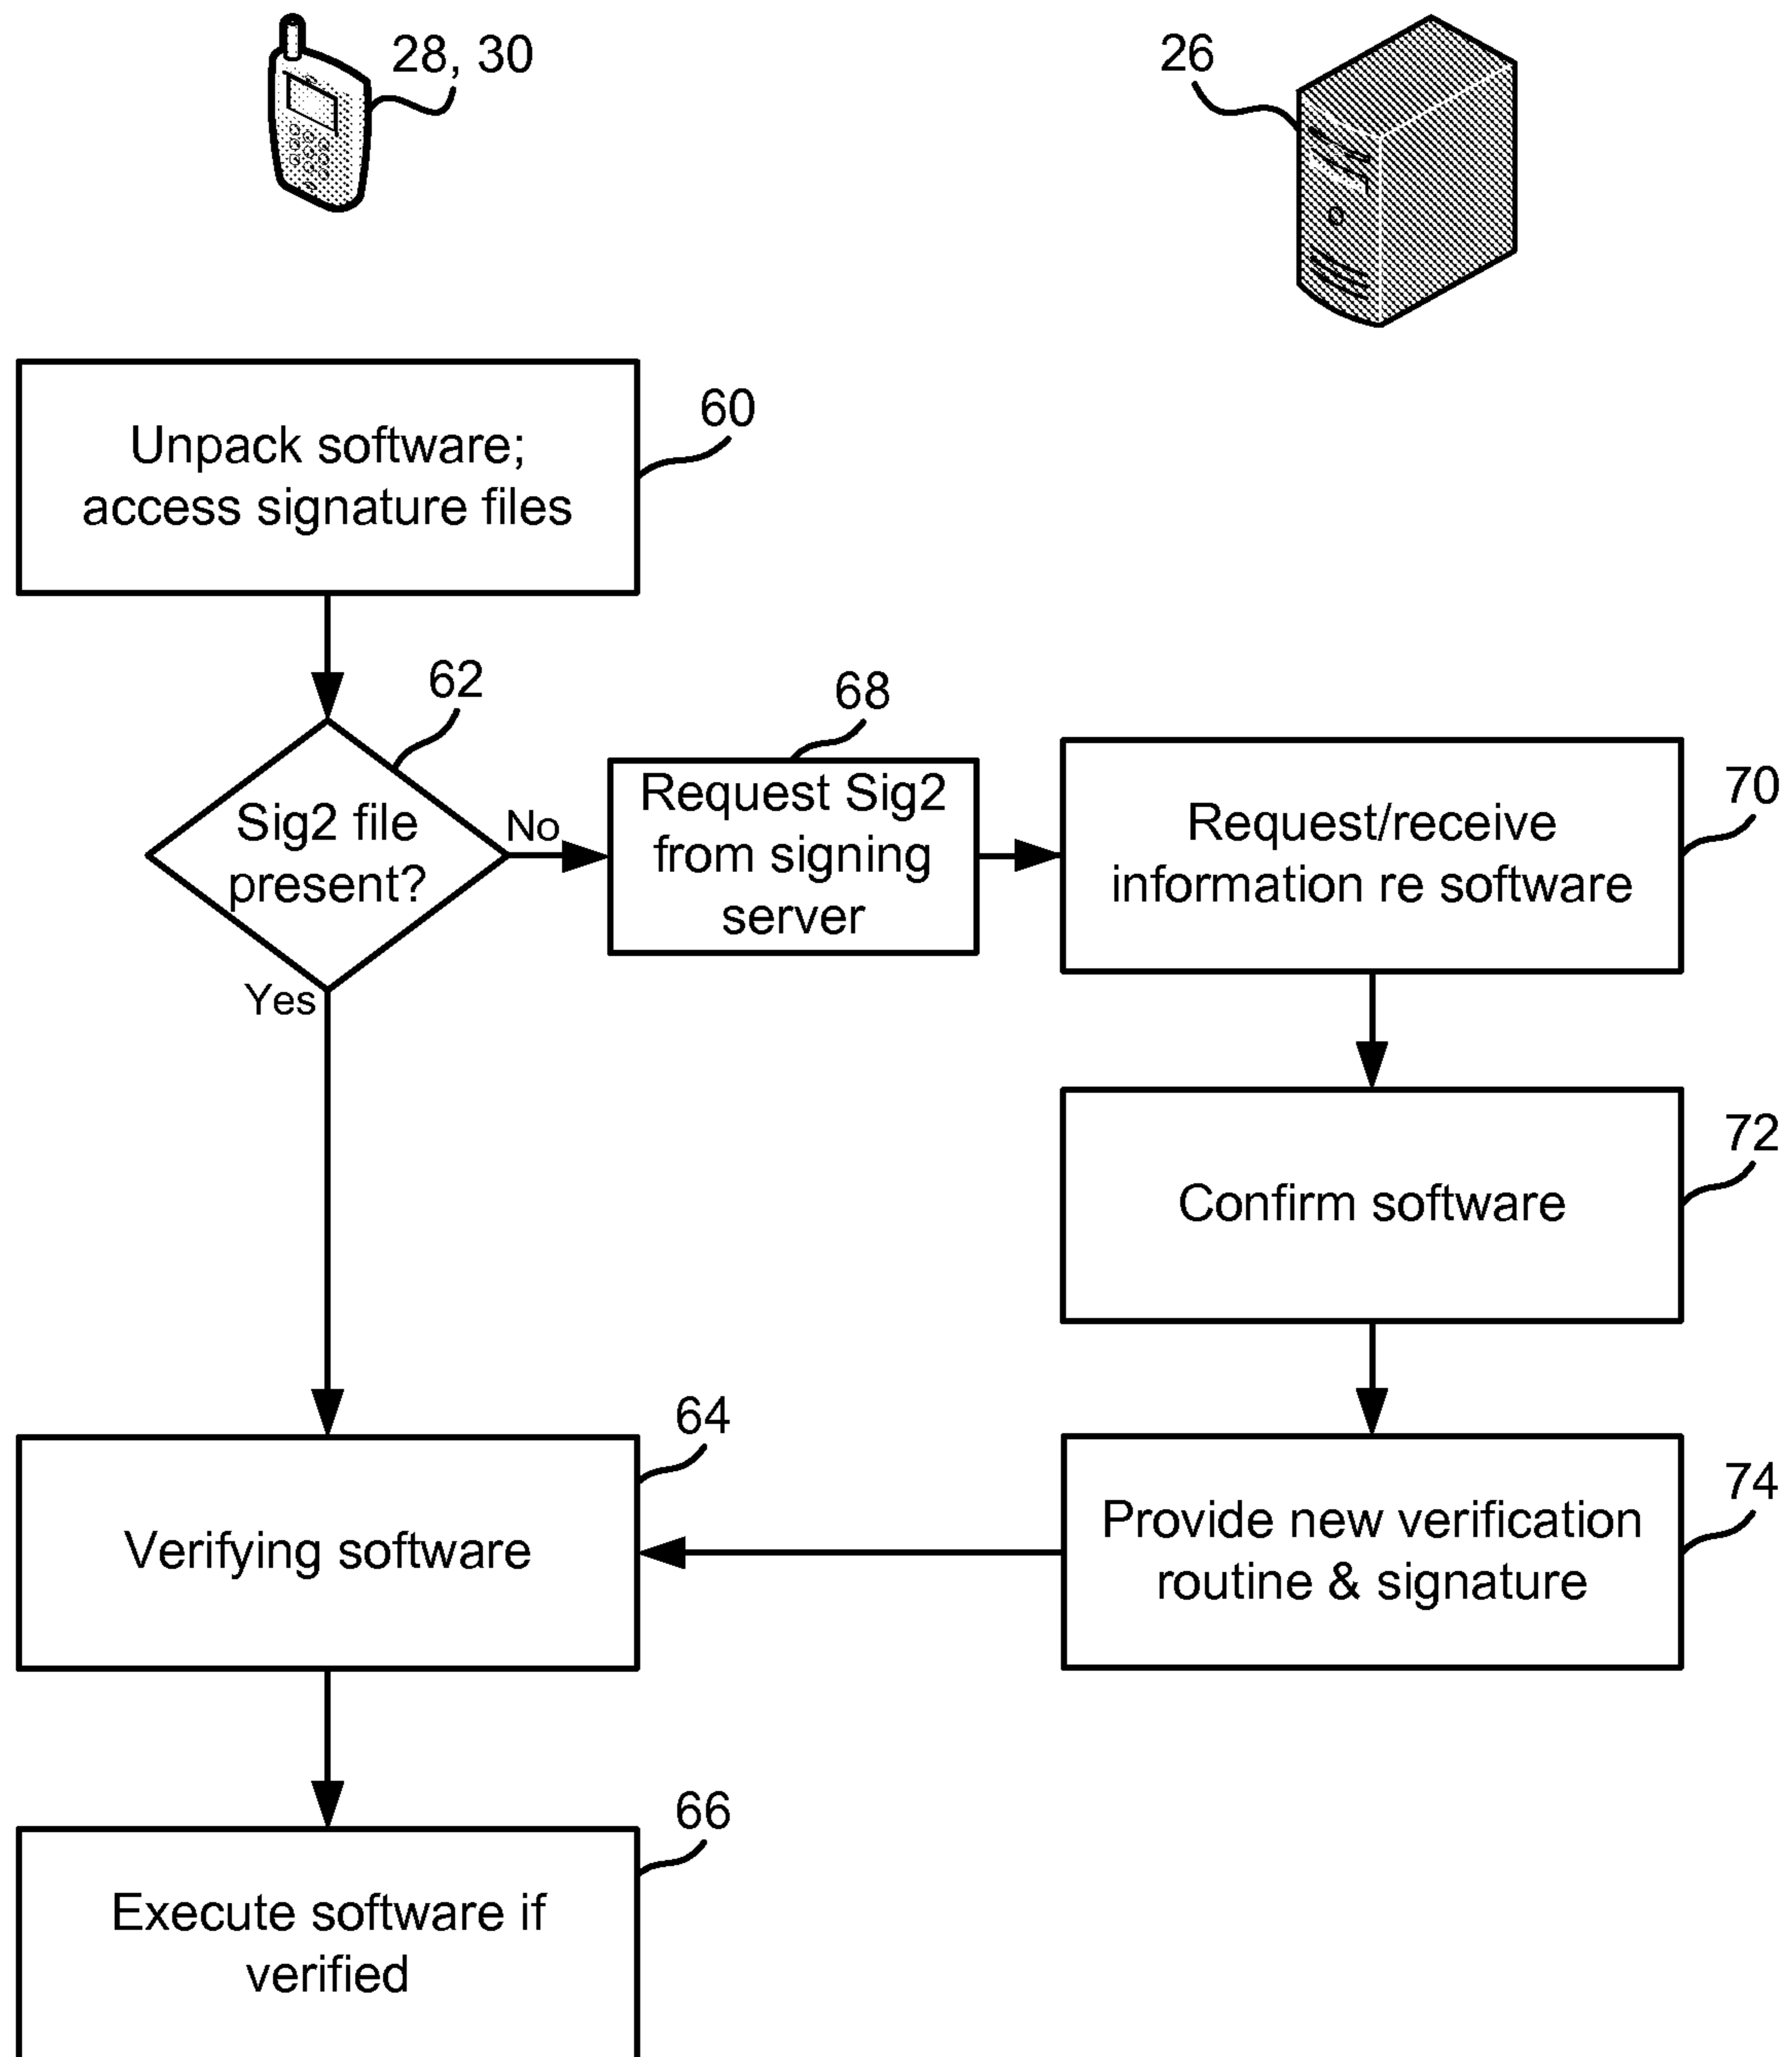 28, 30
26
60
Unpack software;
access signature files
62
Sig2 file
present?
No
Yes
68
Request Sig2
from signing
server
70
Request/receive
information re software
72
Confirm software
64
Verifying software
74
Provide new verification
routine & signature
66
Execute software if
verified